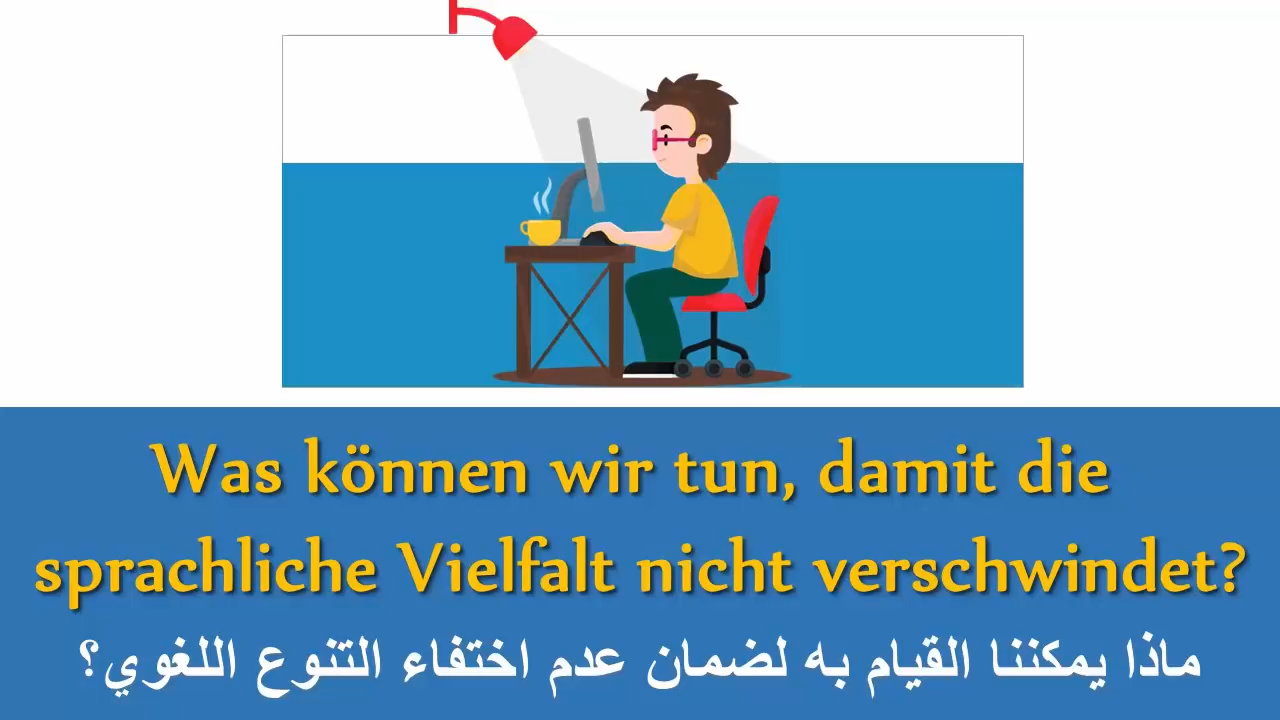 Was können wir tun, damit die
sprachliche Vielfalt nicht verschwindet?
ماذا يمكننا القيام به لضمان عدم اختفاء التنوع اللغوي؟